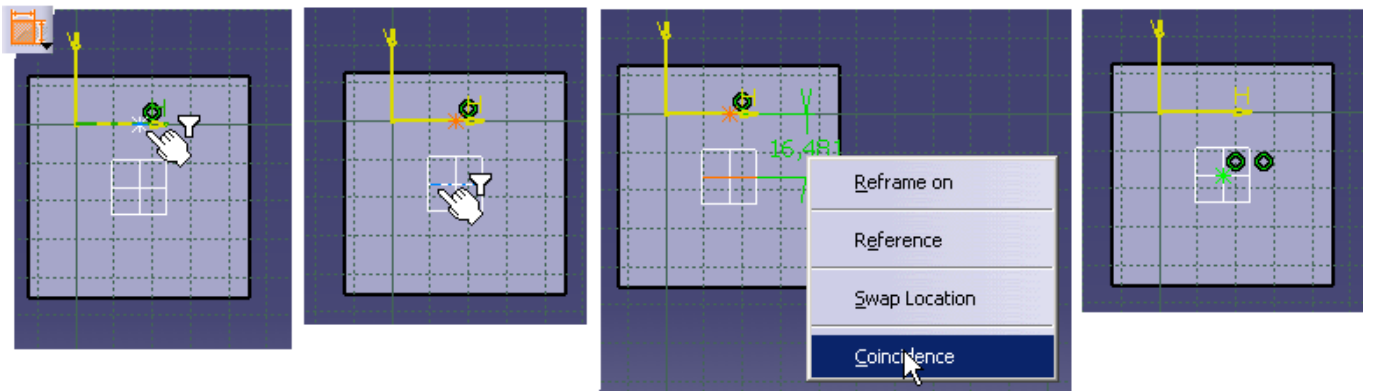 V
V
H
V
H
16,481
Reframe on
Reference
Swap Location
Coincidence
V
H